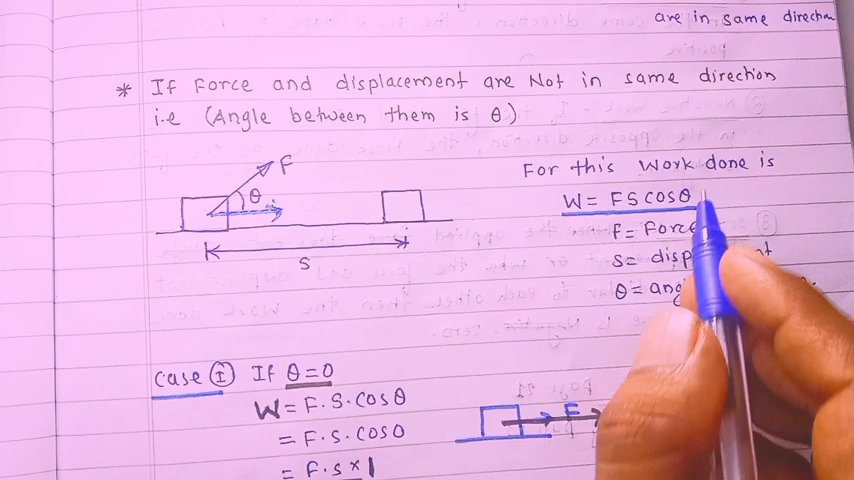 are in same direction
* If Force and displacement are Not in same direction
i.e (Angle between them is θ)
F
θ
S
For this Work done is
W = FS cosθ
f = Force
s = disp
θ = ang
Case (I) If θ = 0
W = F. S. cosθ
= F. S. cos0
= F. s × 1
F